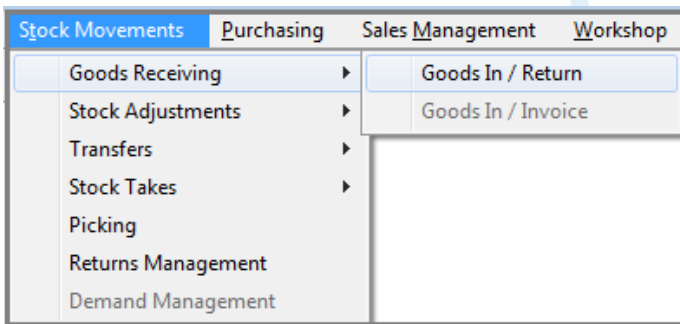 Stock Movements Purchasing Sales Management Workshop
Goods Receiving Goods In / Return
Stock Adjustments Goods In / Invoice
Transfers
Stock Takes
Picking
Returns Management
Demand Management